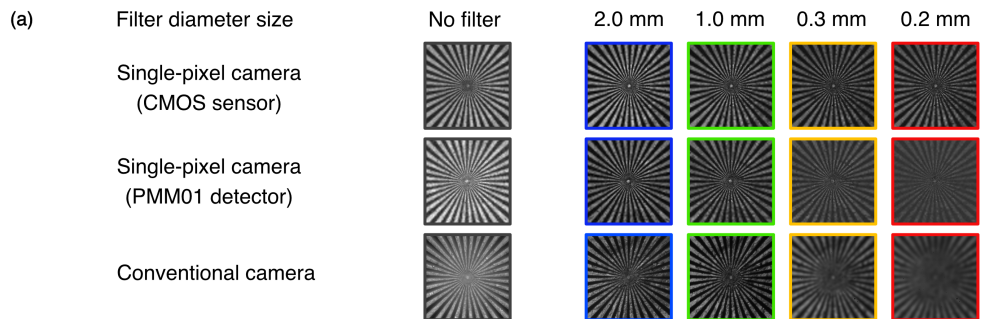 (a) Filter diameter size No filter 2.0 mm 1.0 mm 0.3 mm 0.2 mm
Single-pixel camera
(CMOS sensor)
Single-pixel camera
(PMM01 detector)
Conventional camera